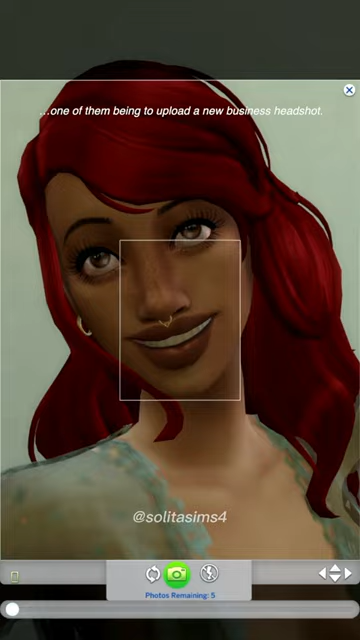 ...one of them being to upload a new business headshot.
@solitasims4
Photos Remaining: 5